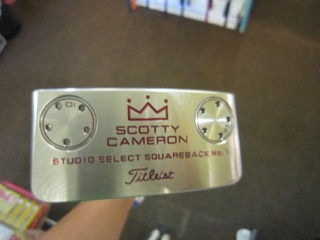 SCOTTY
CAMERON
STUDIO SELECT SQUAREBACK No. 1
Titleist